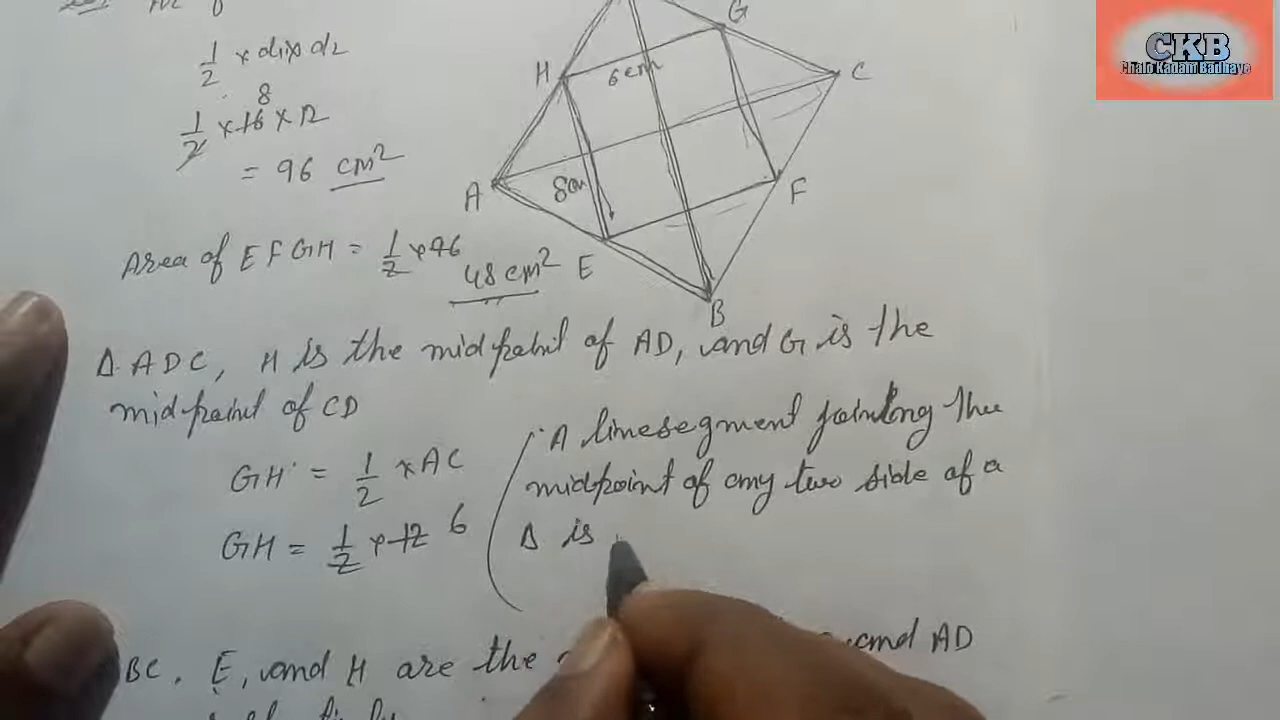 1/2 × d1 × d2
8
1/2 × 16 × 12
= 96 cm²
Area of EFGH = 1/2 × 96
48 cm²
Δ ADC, H is the midpoint of AD, and G is the
midpoint of CD
GH = 1/2 × AC
GH = 1/2 × 12 6
∵ A linesegment joining the
midpoint of any two side of a
Δ is
BC. E, and H are the
and AD
H
G
C
6cm
A
8cm
F
E
B
CKB
Chalo Kadam Badhaye